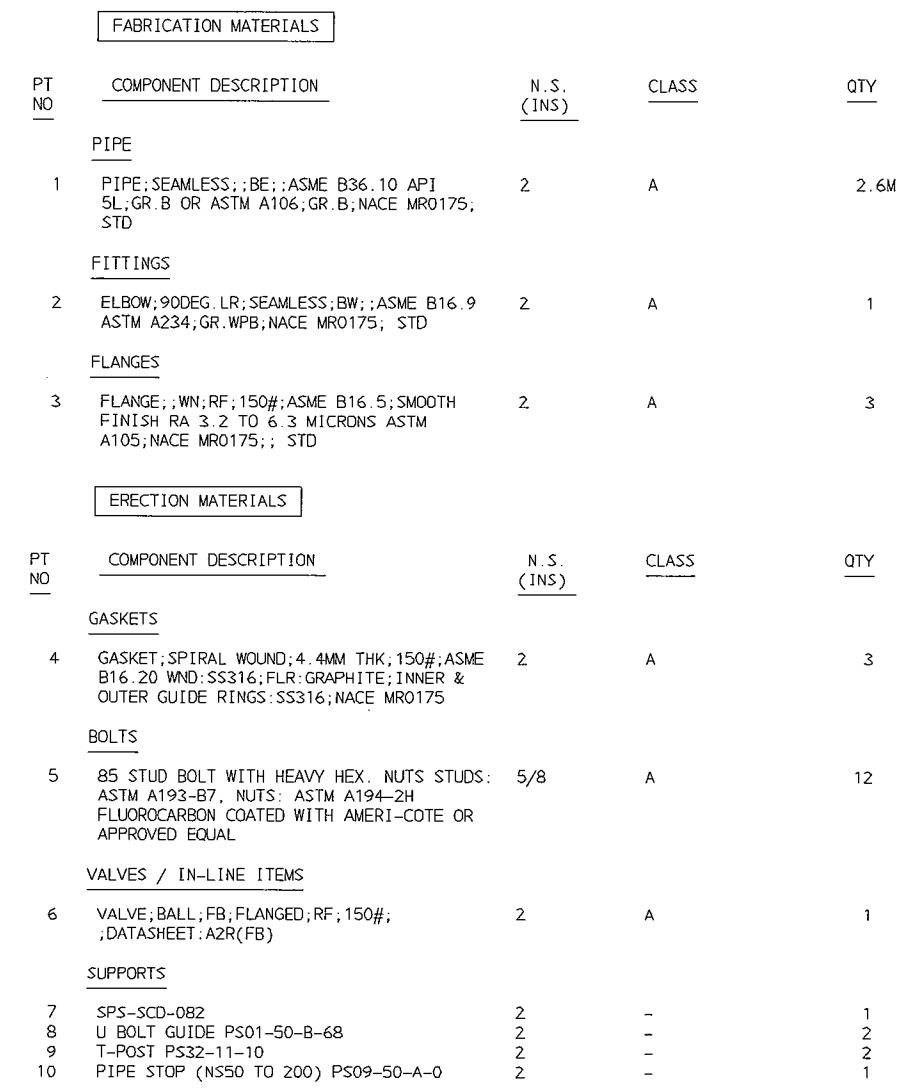 FABRICATION MATERIALS
PT NO COMPONENT DESCRIPTION N.S. (INS) CLASS QTY
PIPE
1 PIPE;SEAMLESS;;BE;;ASME B36.10 API 2 A 2.6M
5L;GR.B OR ASTM A106;GR.B;NACE MR0175;
STD
FITTINGS
2 ELBOW;90DEG.LR;SEAMLESS;BW;;ASME B16.9 2 A 1
ASTM A234;GR.WPB;NACE MR0175; STD
FLANGES
3 FLANGE;;WN;RF;150#;ASME B16.5;SMOOTH 2 A 3
FINISH RA 3.2 TO 6.3 MICRONS ASTM
A105;NACE MR0175;; STD
ERECTION MATERIALS
PT NO COMPONENT DESCRIPTION N.S. (INS) CLASS QTY
GASKETS
4 GASKET;SPIRAL WOUND;4.4MM THK;150#;ASME 2 A 3
B16.20 WND:SS316;FLR:GRAPHITE;INNER &
OUTER GUIDE RINGS:SS316;NACE MR0175
BOLTS
5 85 STUD BOLT WITH HEAVY HEX. NUTS STUDS: 5/8 A 12
ASTM A193-B7, NUTS: ASTM A194-2H
FLUOROCARBON COATED WITH AMERI-COTE OR
APPROVED EQUAL
VALVES / IN-LINE ITEMS
6 VALVE;BALL;FB;FLANGED;RF;150#; 2 A 1
;DATASHEET:A2R(FB)
SUPPORTS
7 SPS-SCD-082 2 - 1
8 U BOLT GUIDE PS01-50-B-68 2 - 2
9 T-POST PS32-11-10 2 - 2
10 PIPE STOP (NS50 TO 200) PS09-50-A-0 2 - 1